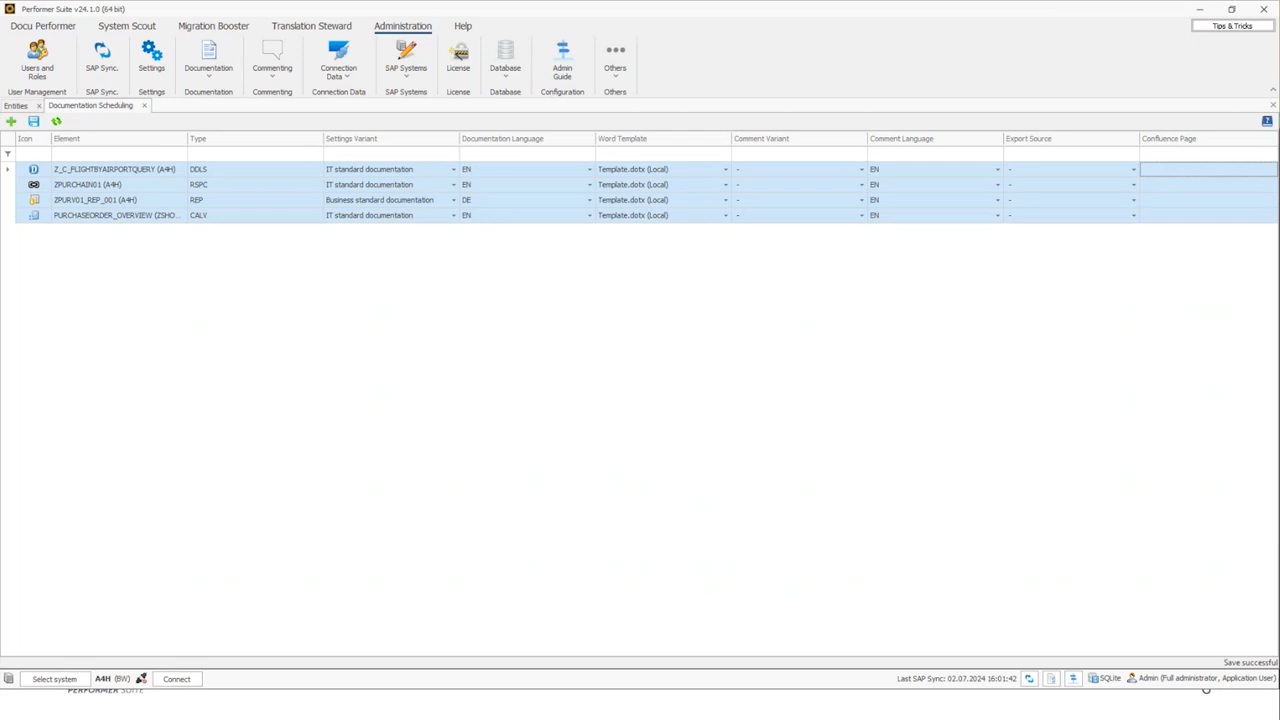 Performer Suite v24.1.0 (64 bit)
Docu Performer System Scout Migration Booster Translation Steward Administration Help Tips & Tricks
Users and Roles SAP Sync. Settings Documentation Commenting Connection Data SAP Systems License Database Admin Guide Others
User Management SAP Sync. Settings Documentation Commenting Connection Data SAP Systems License Database Configuration Others
Entities Documentation Scheduling
Icon Element Type Settings Variant Documentation Language Word Template Comment Variant Comment Language Export Source Confluence Page
Z_C_FLIGHTBYAIRPORTQUERY (A4H) DDLS IT standard documentation EN Template.dotx (Local) - EN -
ZPURCHAIN01 (A4H) RSPC IT standard documentation EN Template.dotx (Local) - EN -
ZPURV01_REP_001 (A4H) REP Business standard documentation DE Template.dotx (Local) - EN -
PURCHASEORDER_OVERVIEW (ZSHO... CALV IT standard documentation EN Template.dotx (Local) - EN -
Save successful
Select system A4H (BW) Connect Last SAP Sync: 02.07.2024 16:01:42 SQLite Admin (Full administrator, Application User)
PERFORMER SUITE